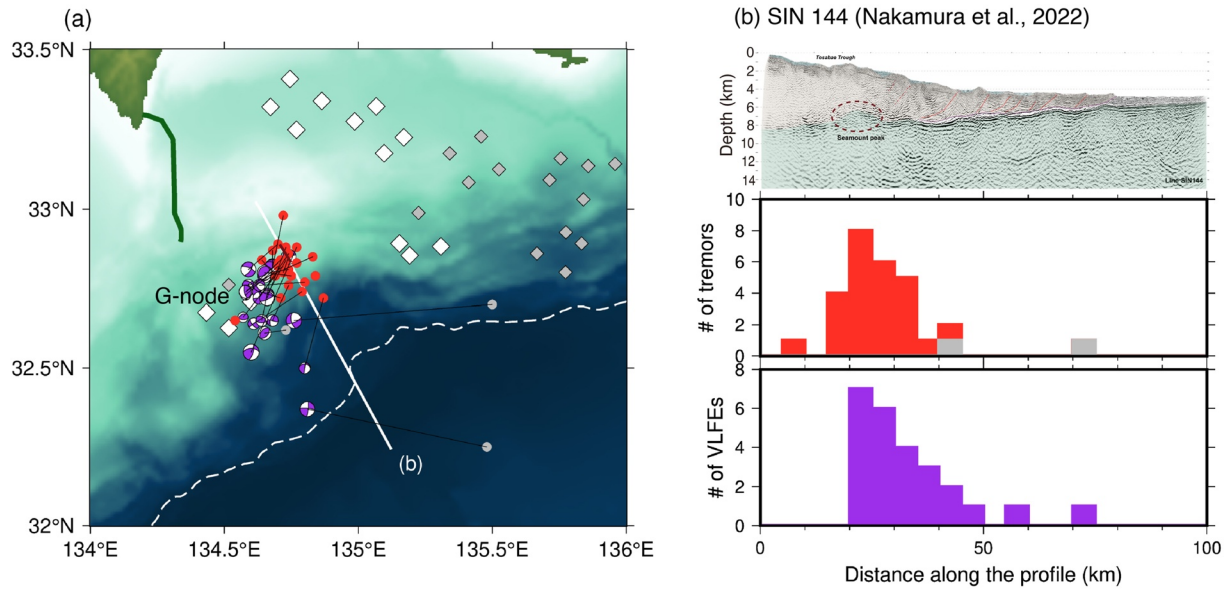 (a)
33.5°N
33°N
32.5°N
32°N
134°E
134.5°E
135°E
135.5°E
136°E
G-node
(b)
(b) SIN 144 (Nakamura et al., 2022)
Depth (km)
0
2
4
6
8
10
12
14
Tosabae Trough
Seamount peak
Line SIN144
# of tremors
10
8
6
4
2
0
# of VLFEs
8
6
4
2
0
0
50
100
Distance along the profile (km)